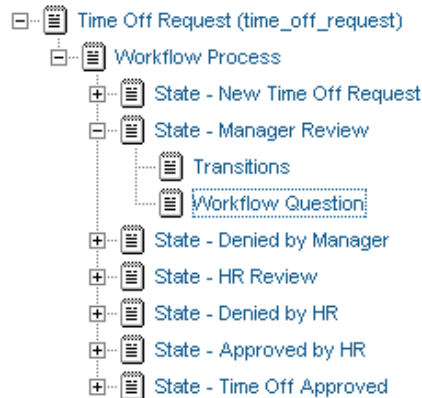 Time Off Request (time_off_request)
Workflow Process
State - New Time Off Request
State - Manager Review
Transitions
Workflow Question
State - Denied by Manager
State - HR Review
State - Denied by HR
State - Approved by HR
State - Time Off Approved